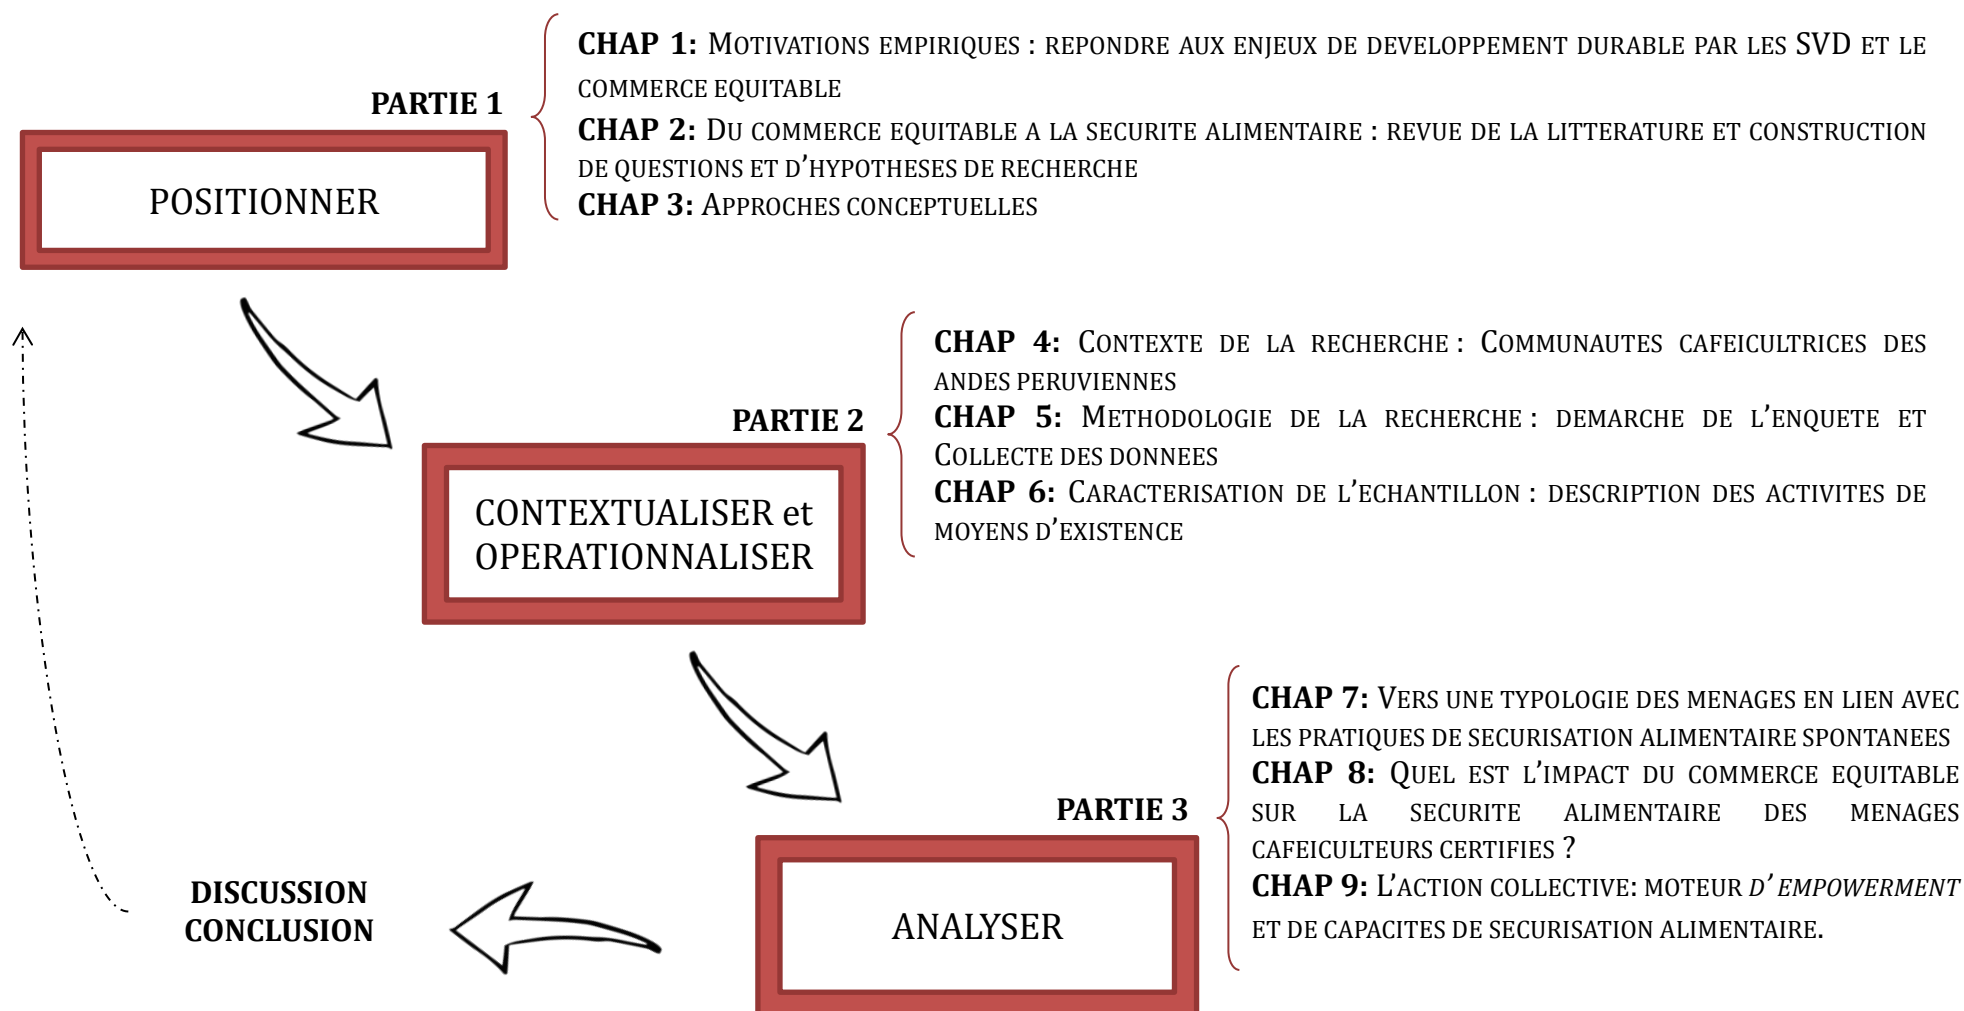 PARTIE 1
POSITIONNER
CHAP 1: MOTIVATIONS EMPIRIQUES : REPONDRE AUX ENJEUX DE DEVELOPPEMENT DURABLE PAR LES SVD ET LE
COMMERCE EQUITABLE
CHAP 2: DU COMMERCE EQUITABLE A LA SECURITE ALIMENTAIRE : REVUE DE LA LITTERATURE ET CONSTRUCTION
DE QUESTIONS ET D'HYPOTHESES DE RECHERCHE
CHAP 3: APPROCHES CONCEPTUELLES
PARTIE 2
CONTEXTUALISER et
OPERATIONNALISER
CHAP 4: CONTEXTE DE LA RECHERCHE : COMMUNAUTES CAFEICULTRICES DES
ANDES PERUVIENNES
CHAP 5: METHODOLOGIE DE LA RECHERCHE : DEMARCHE DE L'ENQUETE ET
COLLECTE DES DONNEES
CHAP 6: CARACTERISATION DE L'ECHANTILLON : DESCRIPTION DES ACTIVITES DE
MOYENS D'EXISTENCE
PARTIE 3
ANALYSER
CHAP 7: VERS UNE TYPOLOGIE DES MENAGES EN LIEN AVEC
LES PRATIQUES DE SECURISATION ALIMENTAIRE SPONTANEES
CHAP 8: QUEL EST L'IMPACT DU COMMERCE EQUITABLE
SUR LA SECURITE ALIMENTAIRE DES MENAGES
CAFEICULTEURS CERTIFIES ?
CHAP 9: L'ACTION COLLECTIVE: MOTEUR D'EMPOWERMENT
ET DE CAPACITES DE SECURISATION ALIMENTAIRE.
DISCUSSION
CONCLUSION